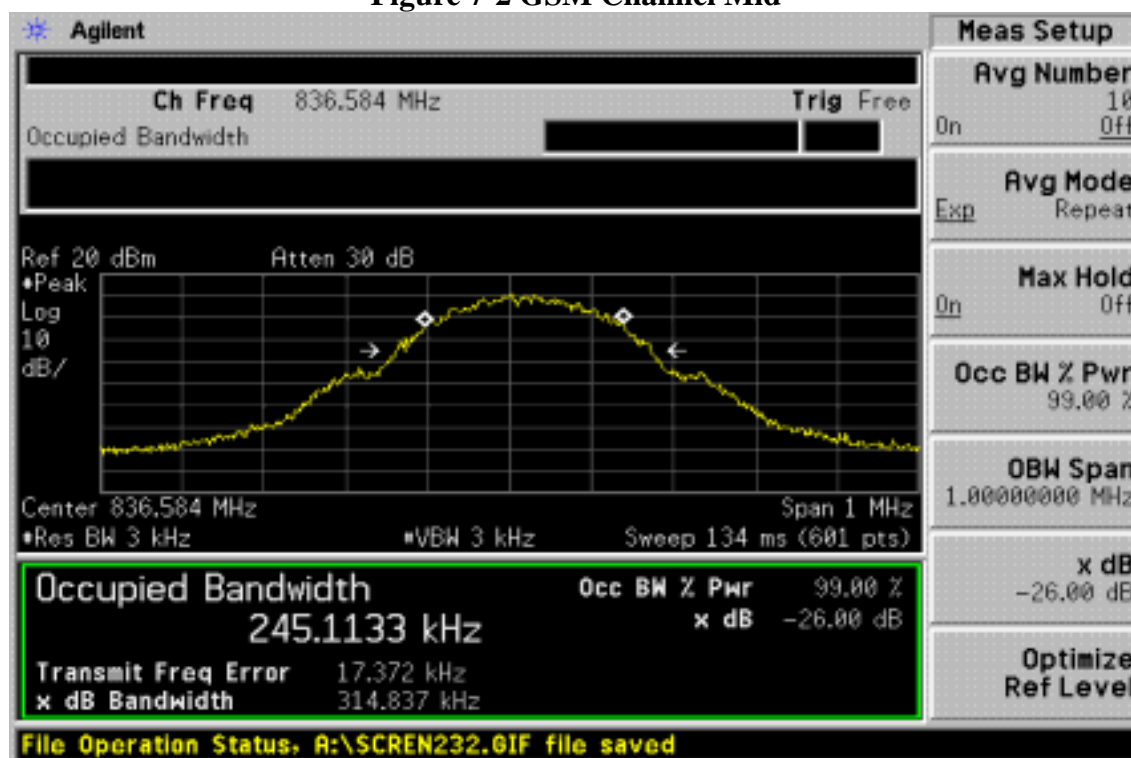 Figure 7-2 GSM Channel Mid
Agilent
Meas Setup
Ch Freq 836.584 MHz Trig Free
Occupied Bandwidth
Avg Number
10
On Off
Avg Mode
Exp Repeat
Max Hold
On Off
Occ BW % Pwr
99.00 %
OBW Span
1.00000000 MHz
x dB
-26.00 dB
Optimize
Ref Level
Ref 20 dBm Atten 30 dB
#Peak
Log
10
dB/
Center 836.584 MHz Span 1 MHz
#Res BW 3 kHz #VBW 3 kHz Sweep 134 ms (601 pts)
Occupied Bandwidth
245.1133 kHz
Occ BW % Pwr 99.00 %
x dB -26.00 dB
Transmit Freq Error 17.372 kHz
x dB Bandwidth 314.837 kHz
File Operation Status, A:\SCREN232.GIF file saved